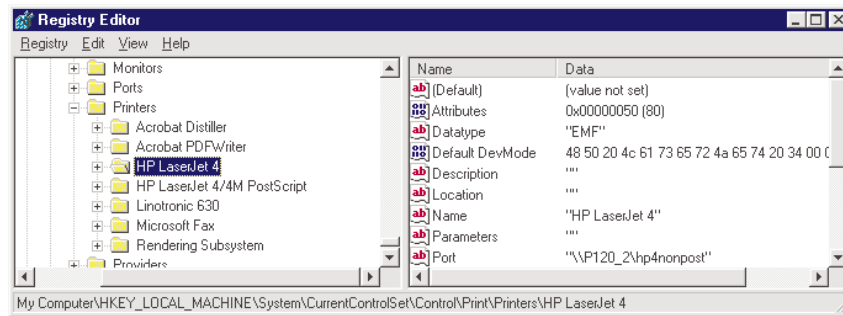 Registry Editor
Registry Edit View Help
Monitors
Ports
Printers
Acrobat Distiller
Acrobat PDFWriter
HP LaserJet 4
HP LaserJet 4/4M PostScript
Linotronic 630
Microsoft Fax
Rendering Subsystem
Providers
Name Data
(Default) (value not set)
Attributes 0x00000050 (80)
Datatype "EMF"
Default DevMode 48 50 20 4c 61 73 65 72 4a 65 74 20 34 00
Description ""
Location ""
Name "HP LaserJet 4"
Parameters ""
Port "\\P120_2\hp4nonpost"
My Computer\HKEY_LOCAL_MACHINE\System\CurrentControlSet\Control\Print\Printers\HP LaserJet 4